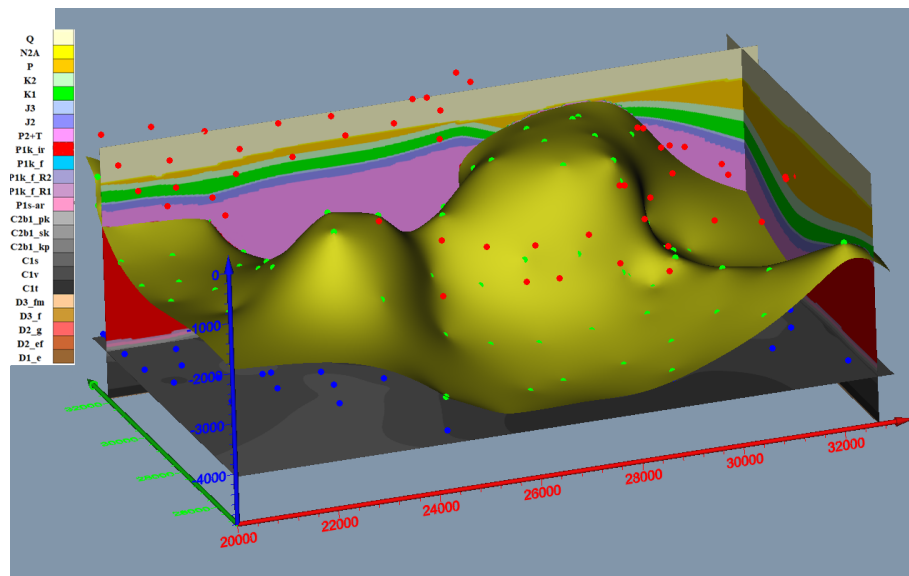 Q
N2A
P
K2
K1
J3
J2
P2+T
P1k_ir
P1k_f
P1k_f_R2
P1k_f_R1
P1s-ar
C2b1_pk
C2b1_sk
C2b1_kp
C1s
C1v
C1t
D3_fm
D3_f
D2_g
D2_ef
D1_e
0
-1000
-2000
-3000
-4000
20000
22000
24000
26000
28000
30000
32000